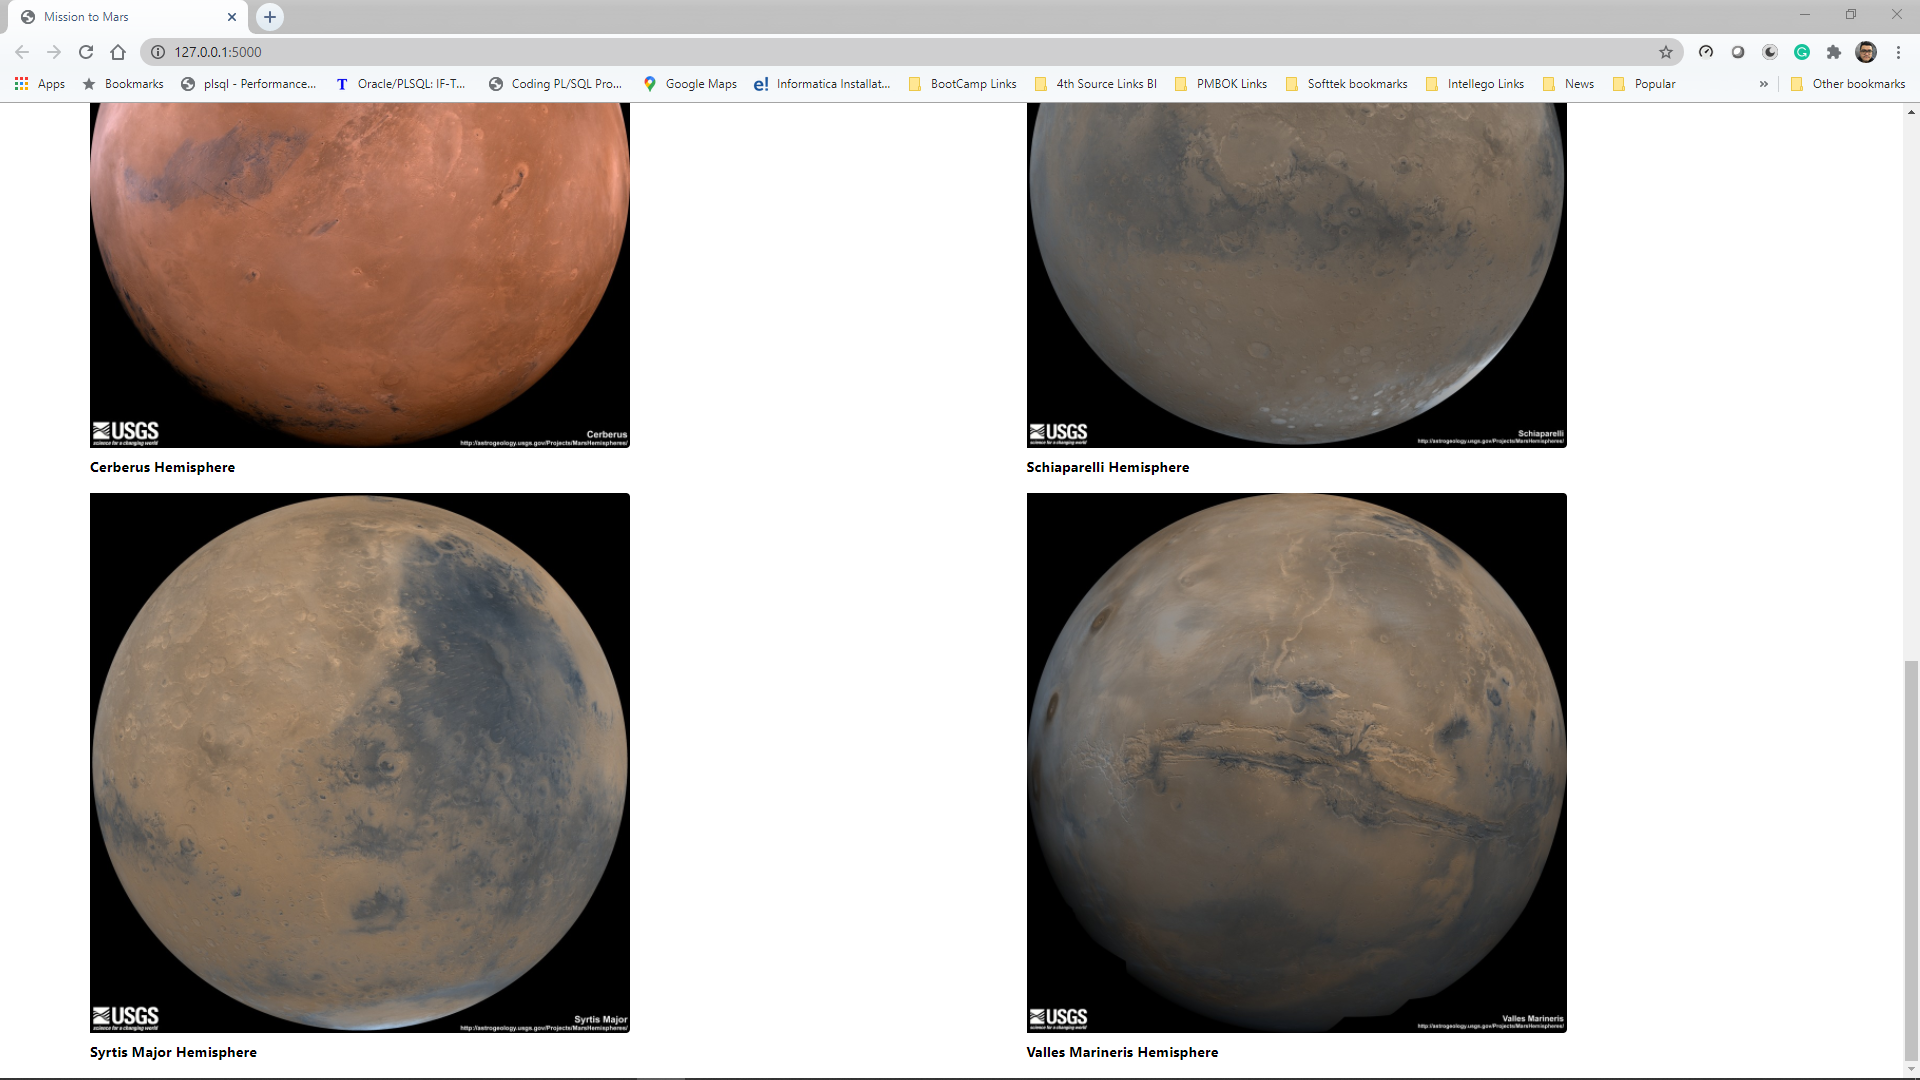 Mission to Mars
127.0.0.1:5000
Apps Bookmarks plsql - Performance... Oracle/PLSQL: IF-T... Coding PL/SQL Pro... Google Maps e! Informatica Installat... BootCamp Links 4th Source Links BI PMBOK Links Softtek bookmarks Intellego Links News Popular » Other bookmarks
USGS
science for a changing world
Cerberus
http://astrogeology.usgs.gov/Projects/MarsHemispheres/
USGS
science for a changing world
Schiaparelli
http://astrogeology.usgs.gov/Projects/MarsHemispheres/
Cerberus Hemisphere
Schiaparelli Hemisphere
USGS
science for a changing world
Syrtis Major
http://astrogeology.usgs.gov/Projects/MarsHemispheres/
USGS
science for a changing world
Valles Marineris
http://astrogeology.usgs.gov/Projects/MarsHemispheres/
Syrtis Major Hemisphere
Valles Marineris Hemisphere